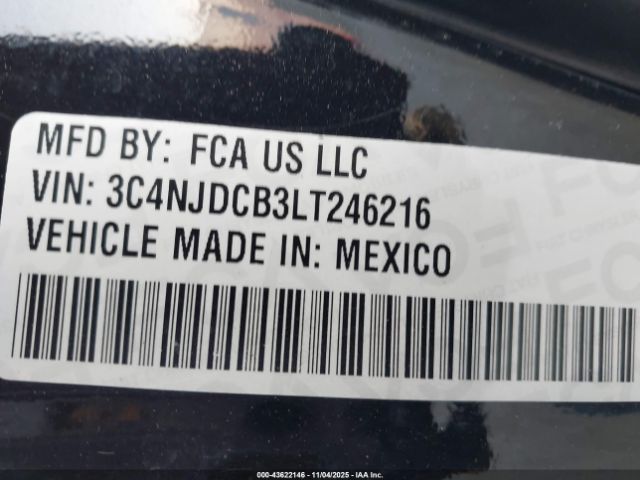 MFD BY: FCA US LLC
VIN: 3C4NJDCB3LT246216
VEHICLE MADE IN: MEXICO
000-43622146 - 11/04/2025 - IAA Inc.